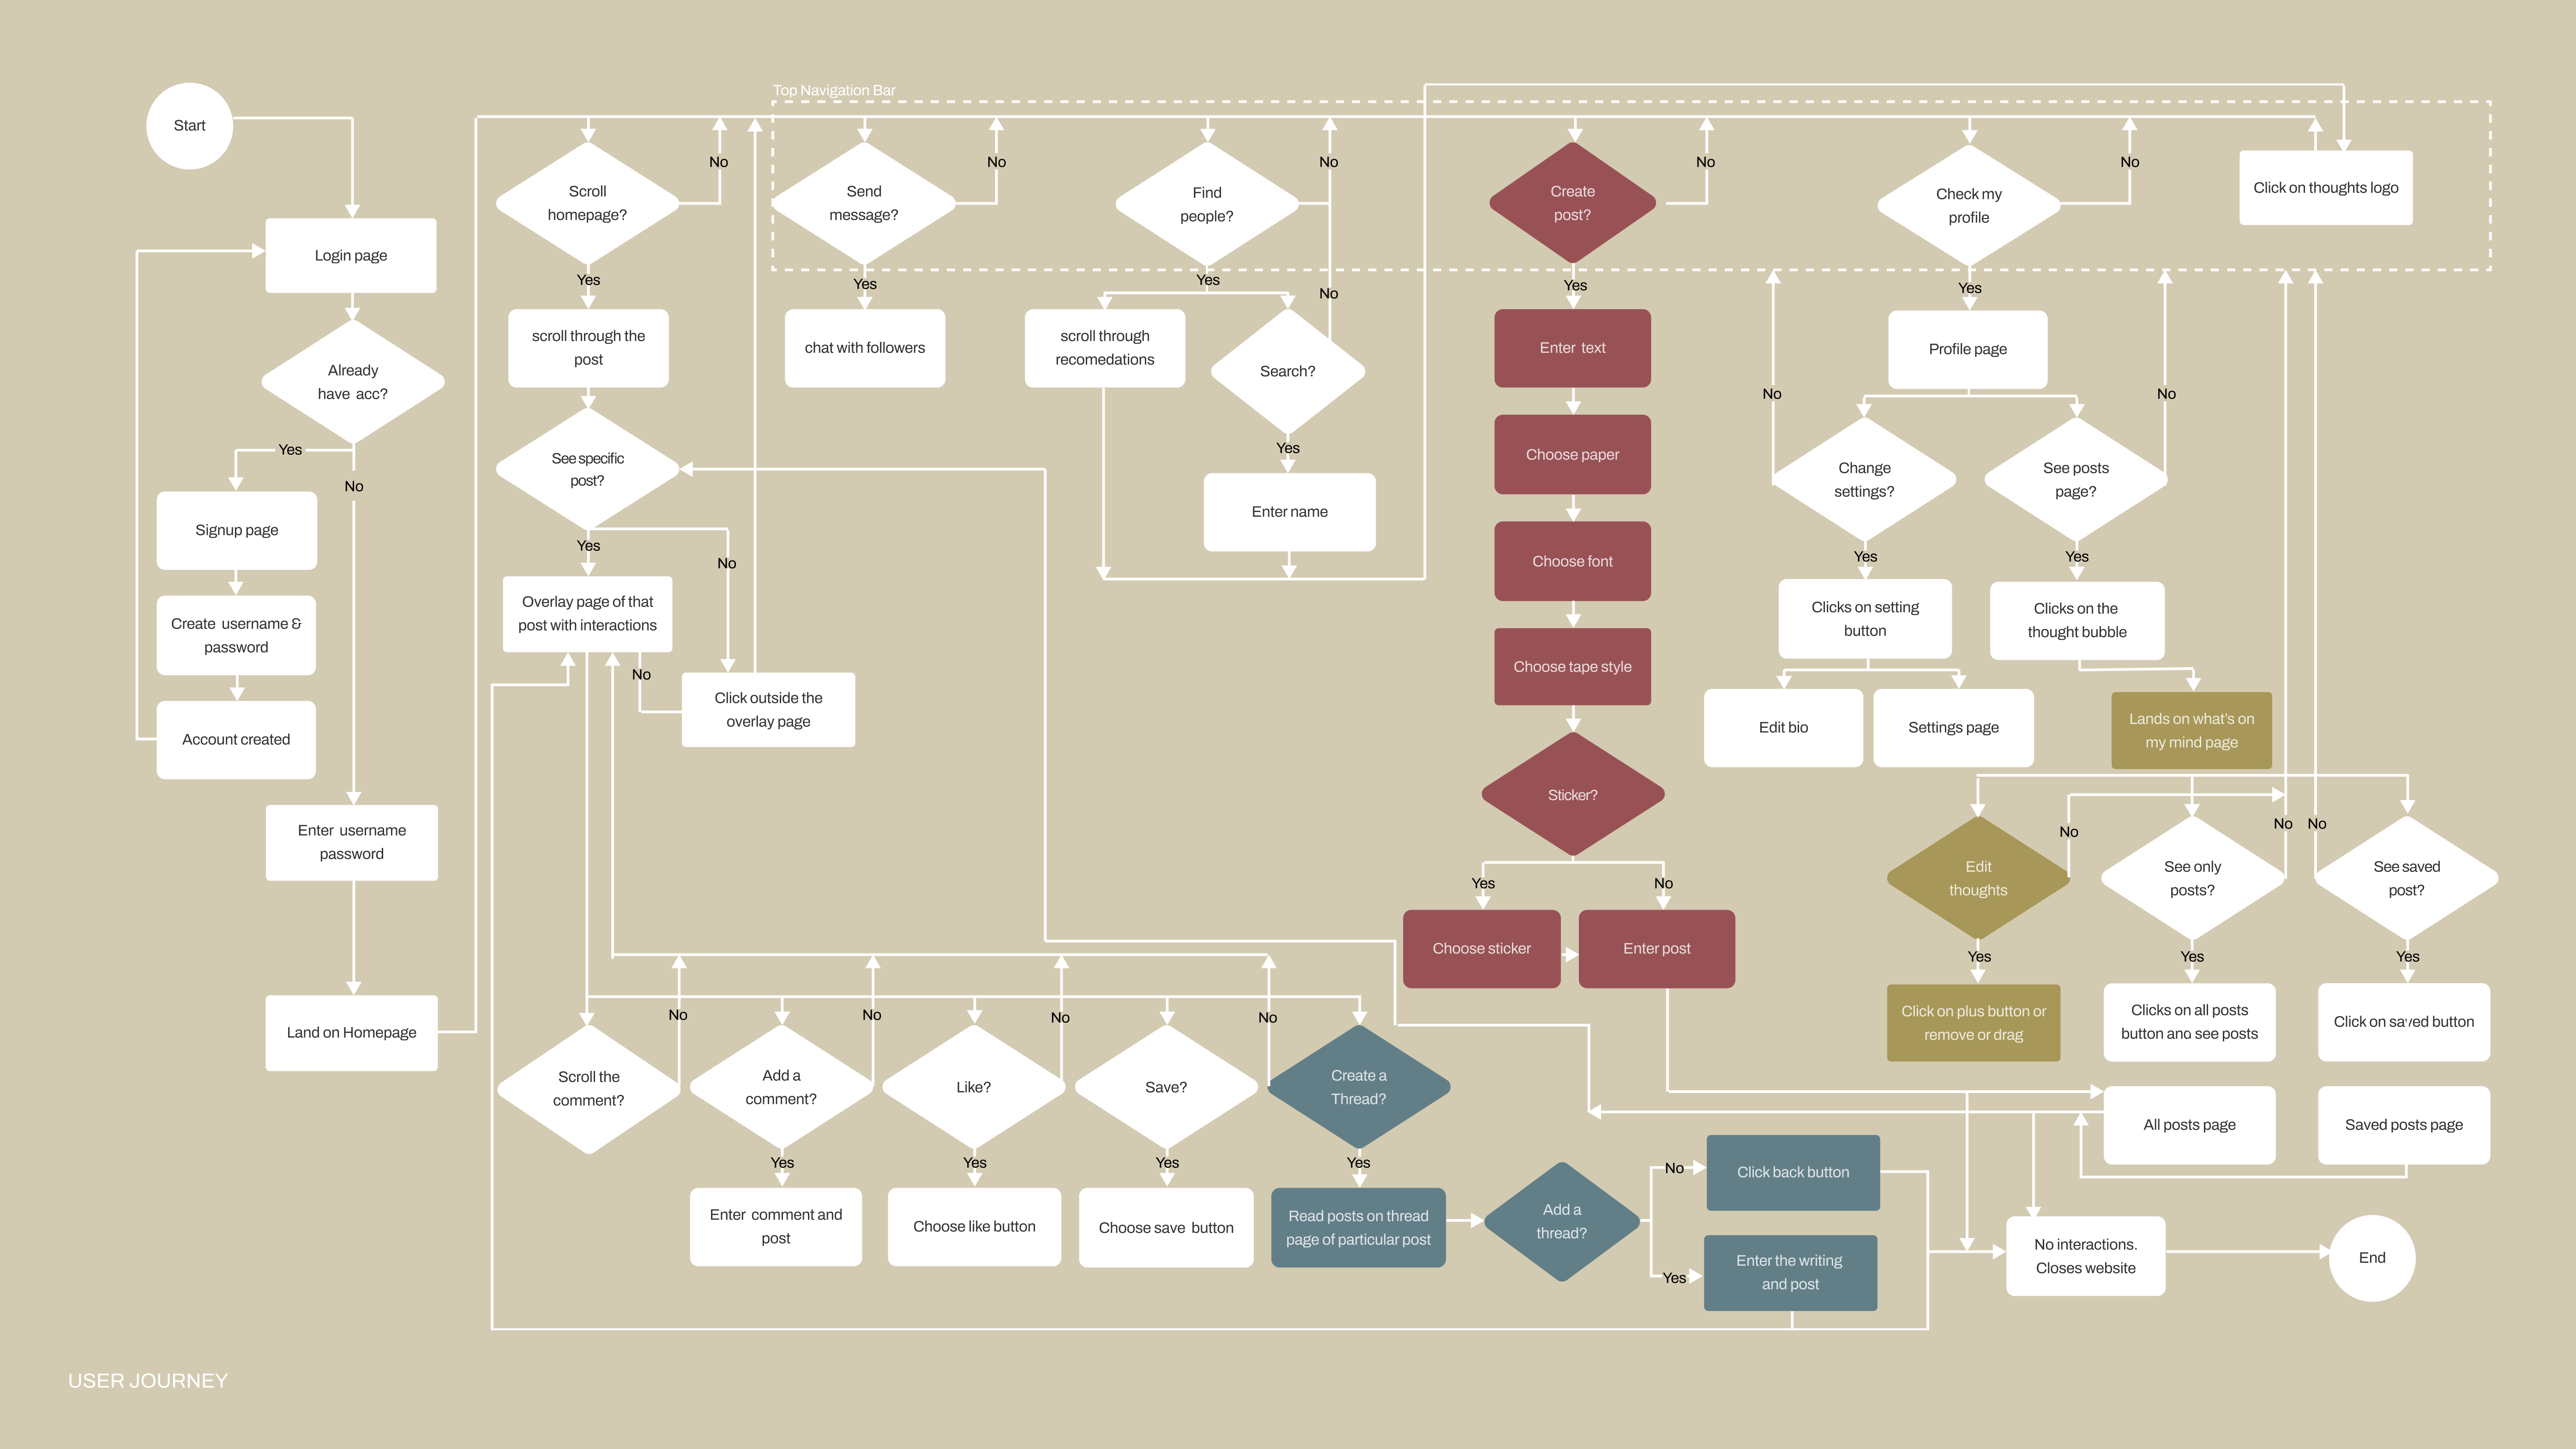 Top Navigation Bar
Start
No
No
No
No
No
Scroll
homepage?
Send
message?
Find
people?
Create
post?
Check my
profile
Click on thoughts logo
Login page
Yes
Yes
Yes
No
Yes
Yes
Already
have acc?
scroll through the
post
chat with followers
scroll through
recomedations
Search?
Enter text
Profile page
No
No
Yes
No
See specific
post?
Yes
Choose paper
Change
settings?
See posts
page?
Signup page
Yes
No
Enter name
Choose font
Yes
Yes
Create username &
password
Overlay page of that
post with interactions
Clicks on setting
button
Clicks on the
thought bubble
No
Click outside the
overlay page
Choose tape style
Account created
Edit bio
Settings page
Lands on what's on
my mind page
Enter username
password
Sticker?
No
No
No
Yes
No
Edit
thoughts
See only
posts?
See saved
post?
Choose sticker
Enter post
Yes
Yes
Yes
Land on Homepage
No
No
No
No
Click on plus button or
remove or drag
Clicks on all posts
button and see posts
Click on saved button
Scroll the
comment?
Add a
comment?
Like?
Save?
Create a
Thread?
All posts page
Saved posts page
Yes
Yes
Yes
Yes
No
Click back button
Enter comment and
post
Choose like button
Choose save button
Read posts on thread
page of particular post
Add a
thread?
Yes
Enter the writing
and post
No interactions.
Closes website
End
USER JOURNEY